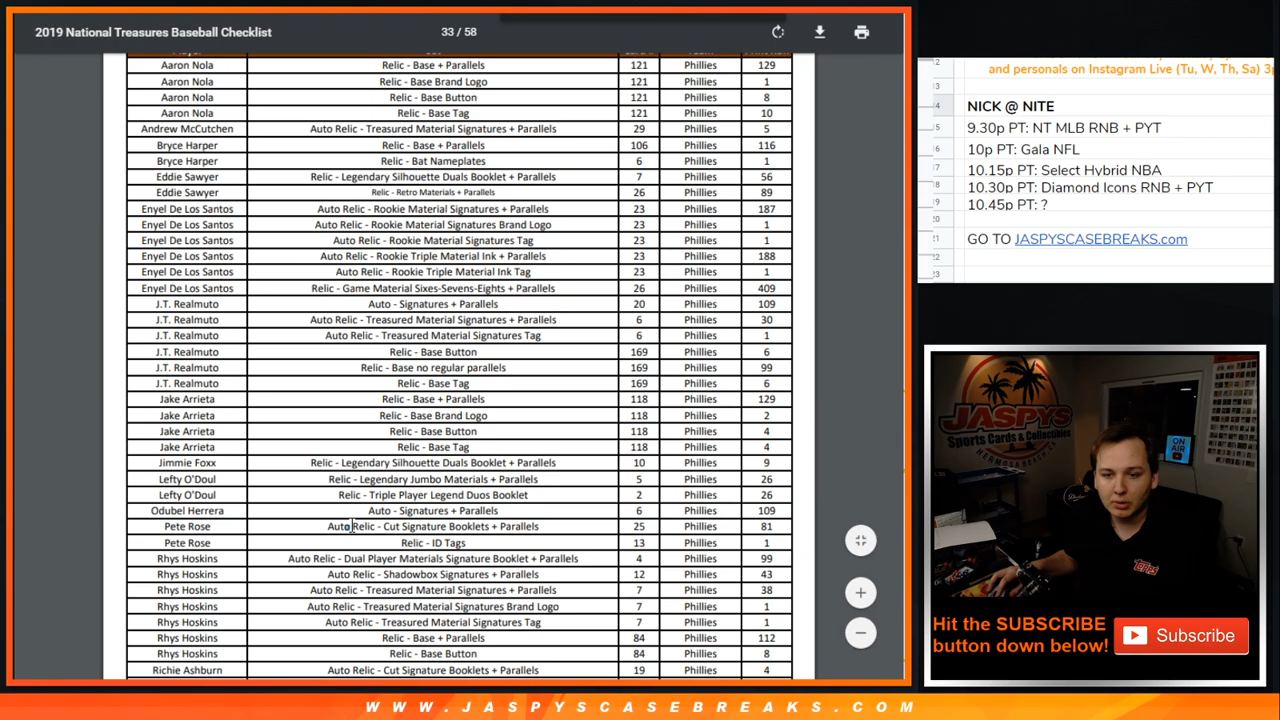 2019 National Treasures Baseball Checklist
33 / 58
Aaron Nola Relic - Base + Parallels 121 Phillies 129
Aaron Nola Relic - Base Brand Logo 121 Phillies 1
Aaron Nola Relic - Base Button 121 Phillies 8
Aaron Nola Relic - Base Tag 121 Phillies 10
Andrew McCutchen Auto Relic - Treasured Material Signatures + Parallels 29 Phillies 5
Bryce Harper Relic - Base + Parallels 106 Phillies 116
Bryce Harper Relic - Bat Nameplates 6 Phillies 1
Eddie Sawyer Relic - Legendary Silhouette Duals Booklet + Parallels 7 Phillies 56
Eddie Sawyer Relic - Retro Materials + Parallels 26 Phillies 89
Enyel De Los Santos Auto Relic - Rookie Material Signatures + Parallels 23 Phillies 187
Enyel De Los Santos Auto Relic - Rookie Material Signatures Brand Logo 23 Phillies 1
Enyel De Los Santos Auto Relic - Rookie Material Signatures Tag 23 Phillies 1
Enyel De Los Santos Auto Relic - Rookie Triple Material Ink + Parallels 23 Phillies 188
Enyel De Los Santos Auto Relic - Rookie Triple Material Ink Tag 23 Phillies 1
Enyel De Los Santos Relic - Game Material Sixes-Sevens-Eights + Parallels 26 Phillies 409
J.T. Realmuto Auto - Signatures + Parallels 20 Phillies 109
J.T. Realmuto Auto Relic - Treasured Material Signatures + Parallels 6 Phillies 30
J.T. Realmuto Auto Relic - Treasured Material Signatures Tag 6 Phillies 1
J.T. Realmuto Relic - Base Button 169 Phillies 6
J.T. Realmuto Relic - Base no regular parallels 169 Phillies 99
J.T. Realmuto Relic - Base Tag 169 Phillies 6
Jake Arrieta Relic - Base + Parallels 118 Phillies 129
Jake Arrieta Relic - Base Brand Logo 118 Phillies 2
Jake Arrieta Relic - Base Button 118 Phillies 4
Jake Arrieta Relic - Base Tag 118 Phillies 4
Jimmie Foxx Relic - Legendary Silhouette Duals Booklet + Parallels 10 Phillies 9
Lefty O'Doul Relic - Legendary Jumbo Materials + Parallels 5 Phillies 26
Lefty O'Doul Relic - Triple Player Legend Duos Booklet 2 Phillies 26
Odubel Herrera Auto - Signatures + Parallels 6 Phillies 109
Pete Rose Auto Relic - Cut Signature Booklets + Parallels 25 Phillies 81
Pete Rose Relic - ID Tags 13 Phillies 1
Rhys Hoskins Auto Relic - Dual Player Materials Signature Booklet + Parallels 4 Phillies 99
Rhys Hoskins Auto Relic - Shadowbox Signatures + Parallels 12 Phillies 43
Rhys Hoskins Auto Relic - Treasured Material Signatures + Parallels 7 Phillies 38
Rhys Hoskins Auto Relic - Treasured Material Signatures Brand Logo 7 Phillies 1
Rhys Hoskins Auto Relic - Treasured Material Signatures Tag 7 Phillies 1
Rhys Hoskins Relic - Base + Parallels 84 Phillies 112
Rhys Hoskins Relic - Base Button 84 Phillies 8
Richie Ashburn Auto Relic - Cut Signature Booklets + Parallels 19 Phillies 4
and personals on Instagram Live (Tu, W, Th, Sa) 3p
13
14 NICK @ NITE
15 9.30p PT: NT MLB RNB + PYT
16 10p PT: Gala NFL
17 10.15p PT: Select Hybrid NBA
18 10.30p PT: Diamond Icons RNB + PYT
19 10.45p PT: ?
20
21 GO TO JASPYSCASEBREAKS.com
22
23
JASPYS
Sports Cards & Collectibles
HERMOSA BEACH, CA
ON AIR
Topps
Hit the SUBSCRIBE
button down below!
Subscribe
WWW.JASPYSCASEBREAKS.COM